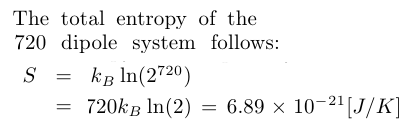 The total entropy of the
720 dipole system follows:
S = k_B ln(2^720)
= 720k_B ln(2) = 6.89 × 10^−21[J/K]